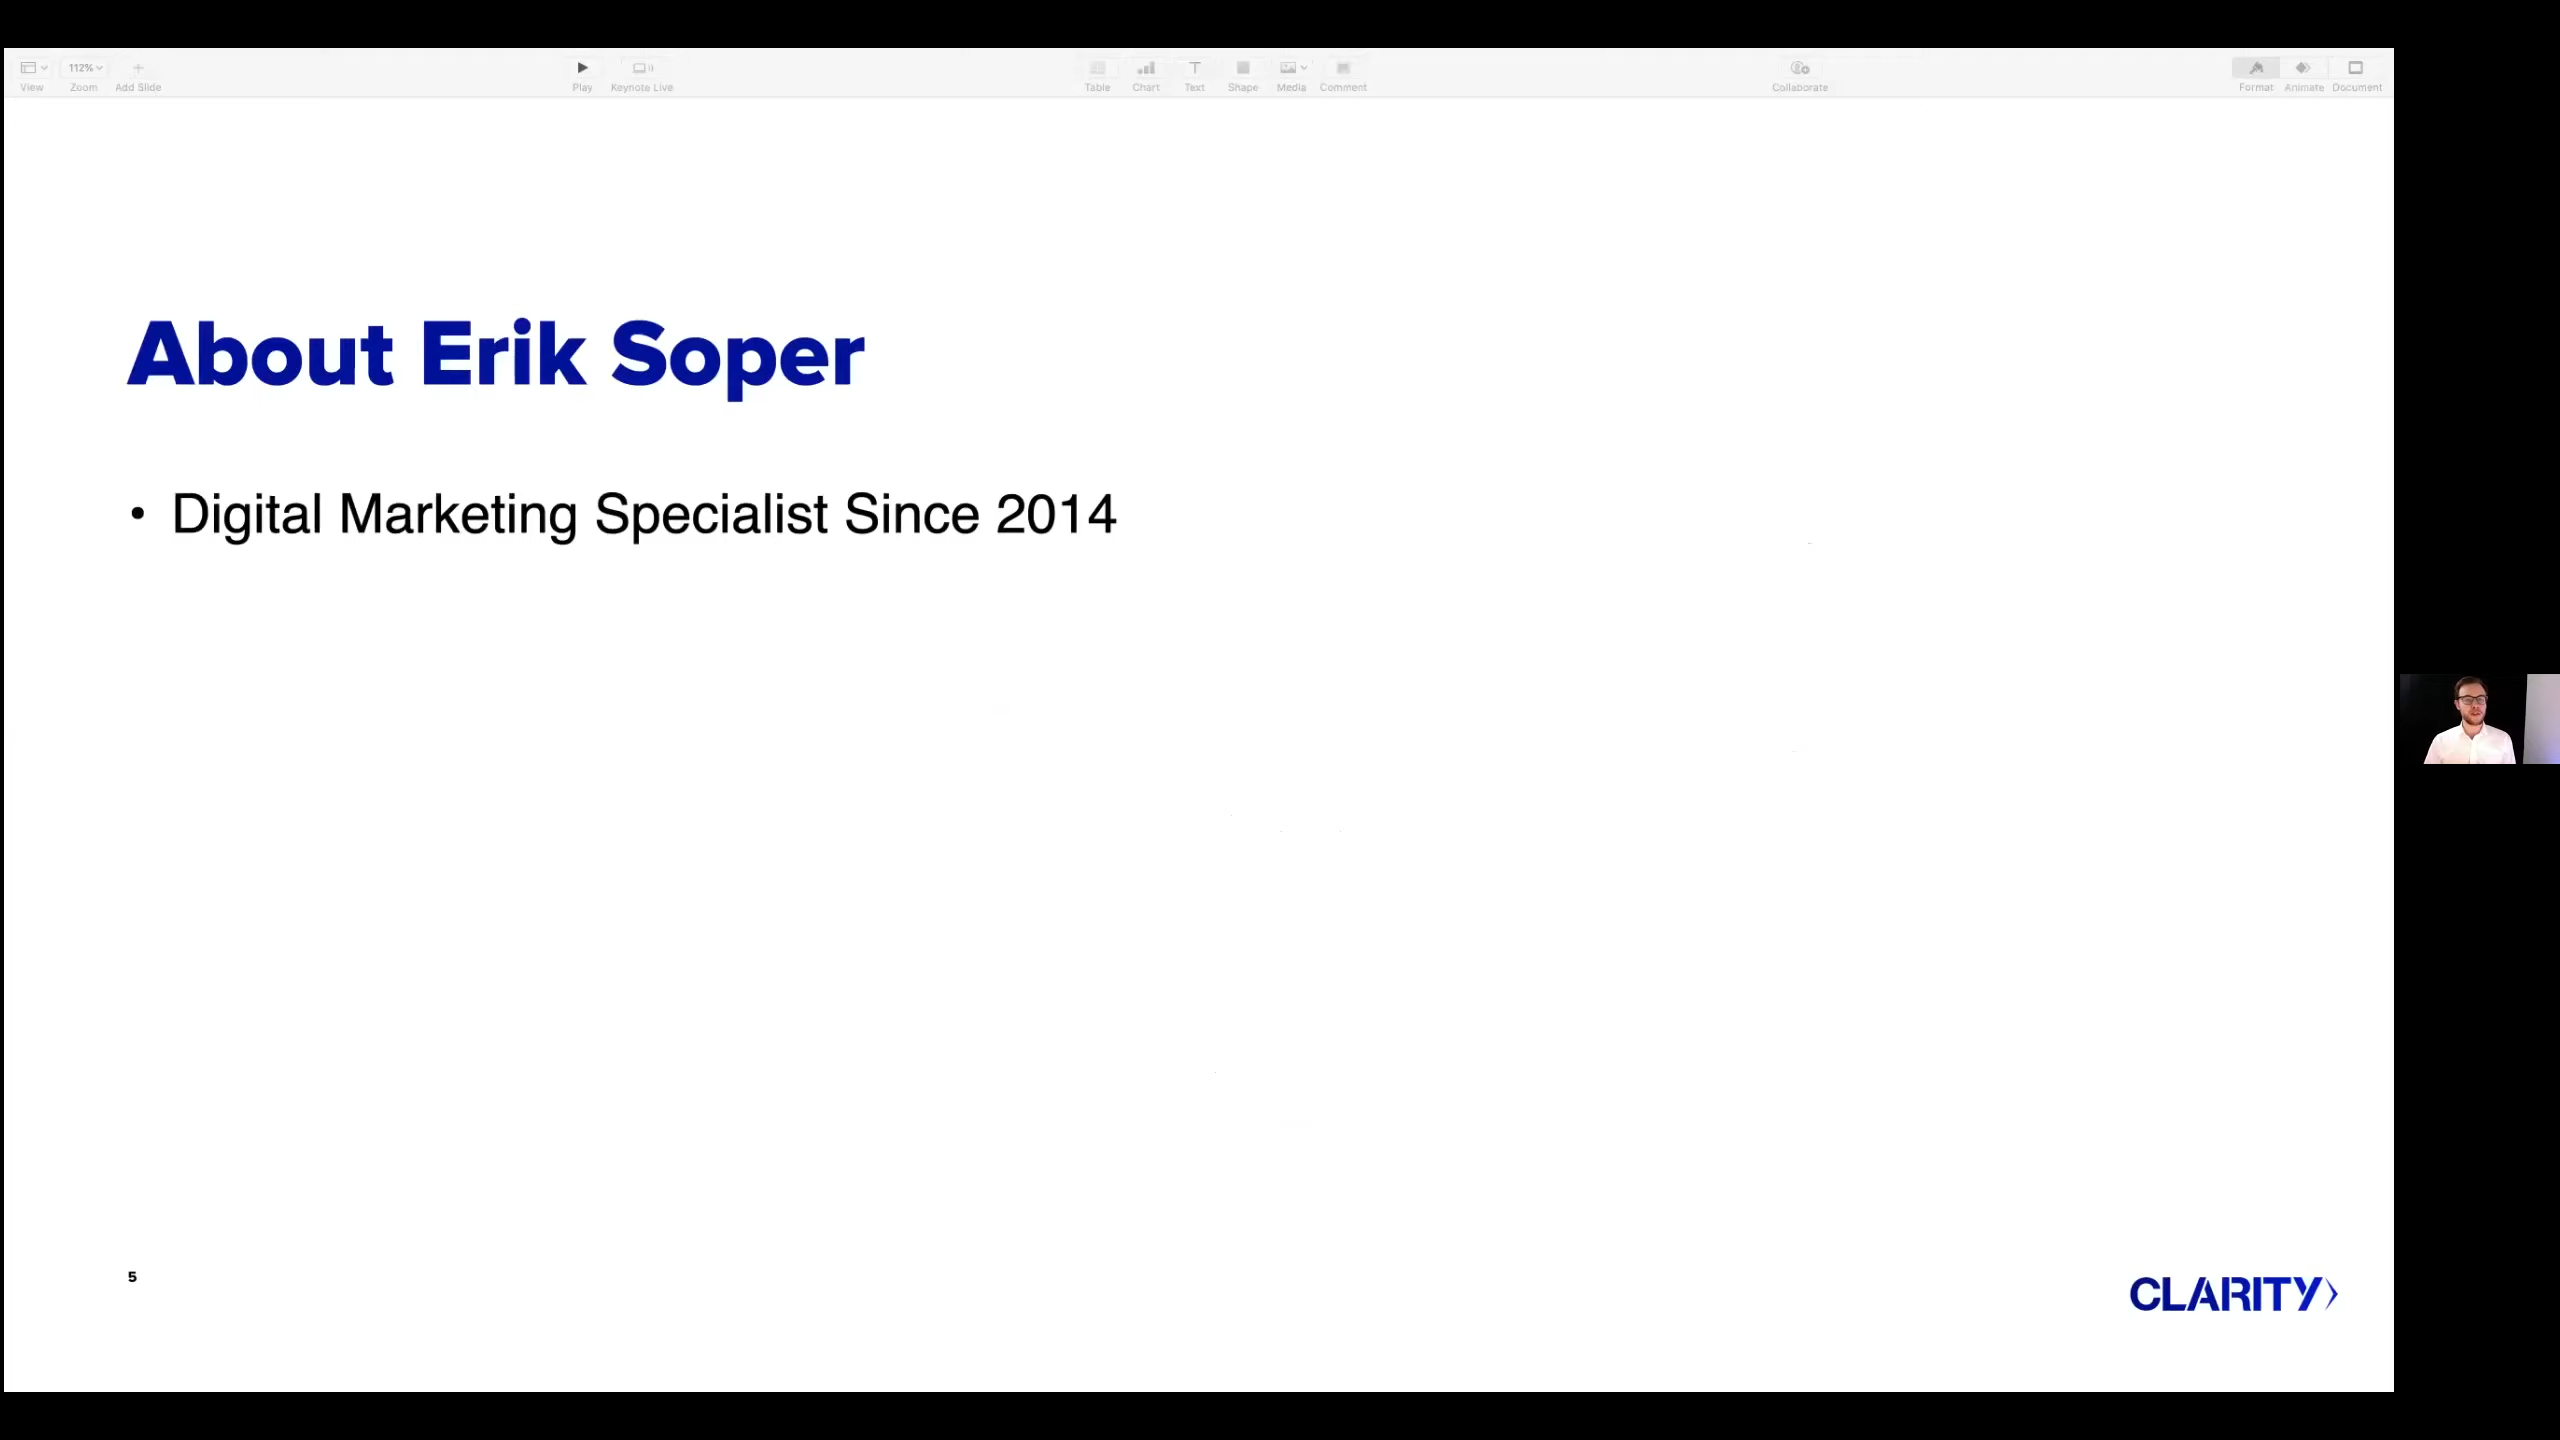 112%
View Zoom Add Slide Play Keynote Live Table Chart Text Shape Media Comment Collaborate Format Animate Document
About Erik Soper
• Digital Marketing Specialist Since 2014
5
CLARITY